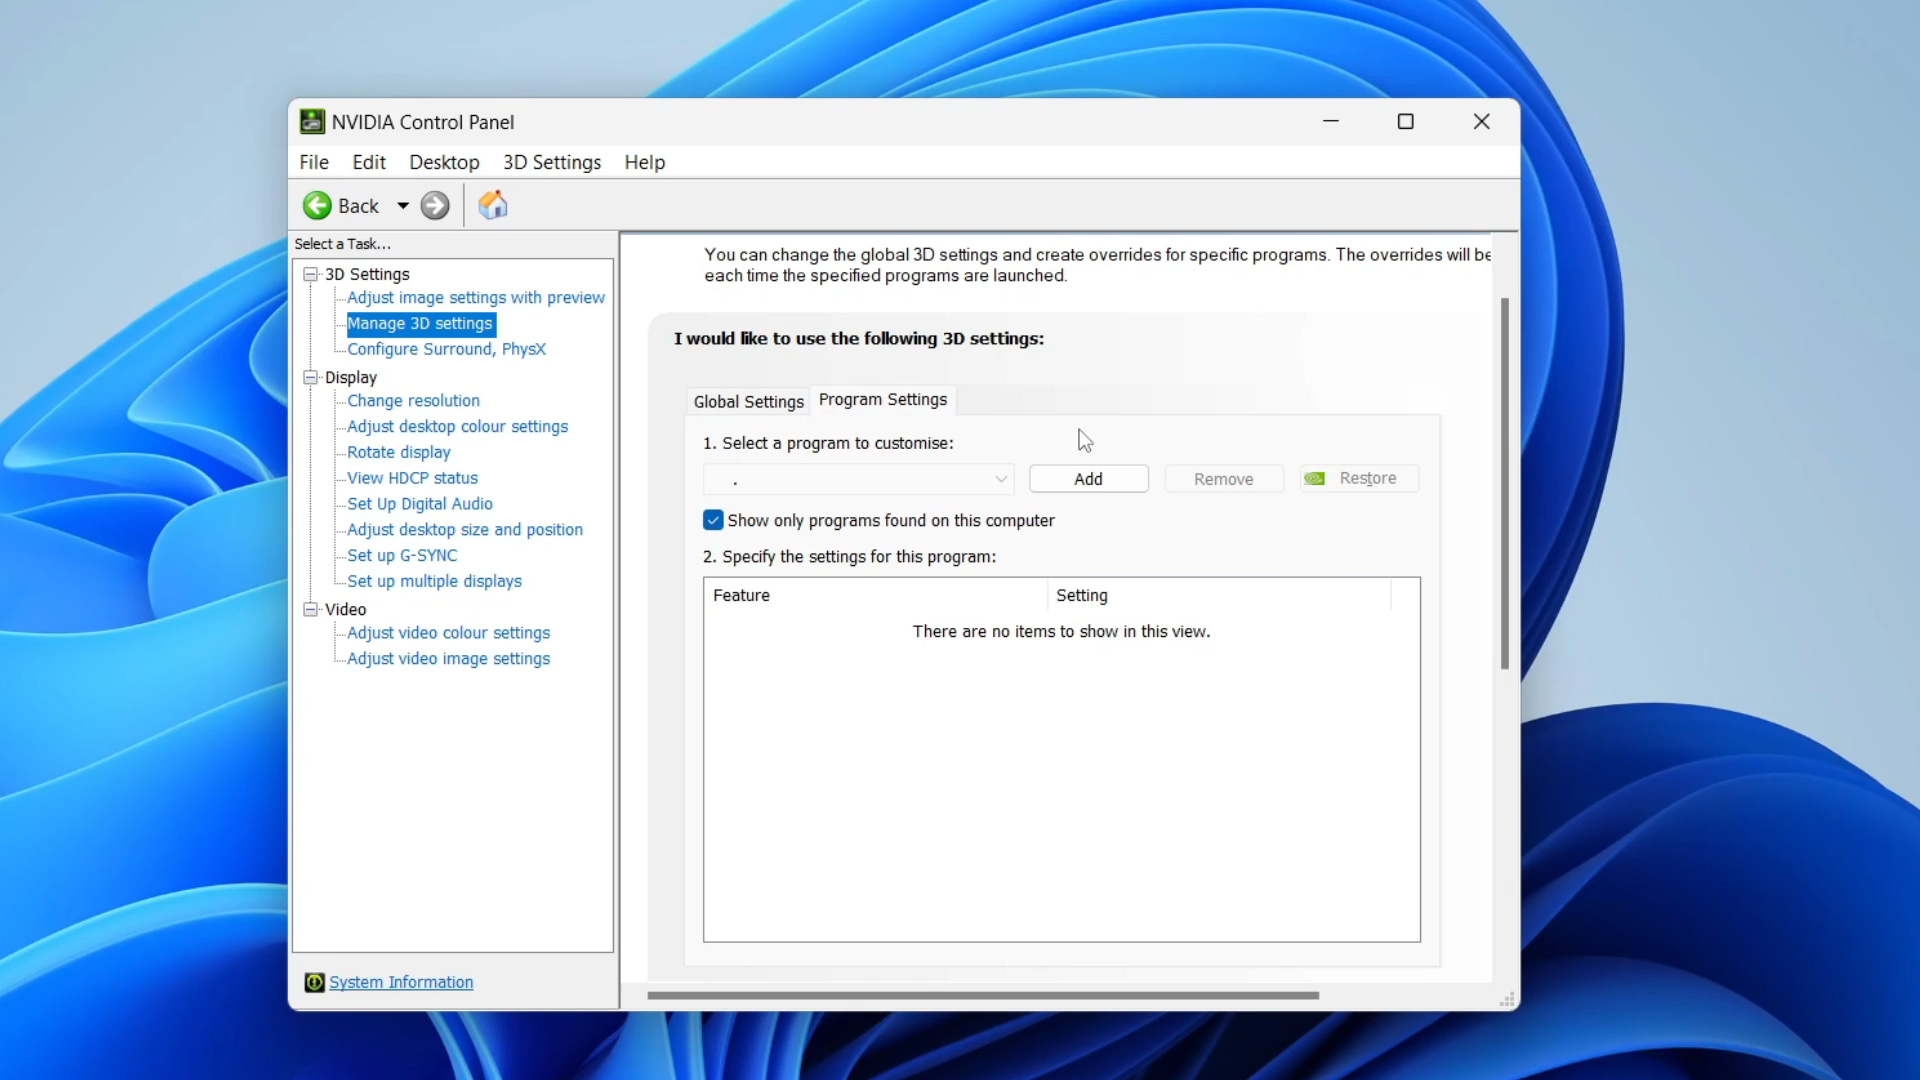 NVIDIA Control Panel
File Edit Desktop 3D Settings Help
Back
Select a Task...
3D Settings
Adjust image settings with preview
Manage 3D settings
Configure Surround, PhysX
Display
Change resolution
Adjust desktop colour settings
Rotate display
View HDCP status
Set Up Digital Audio
Adjust desktop size and position
Set up G-SYNC
Set up multiple displays
Video
Adjust video colour settings
Adjust video image settings
System Information
You can change the global 3D settings and create overrides for specific programs. The overrides will be
each time the specified programs are launched.
I would like to use the following 3D settings:
Global Settings Program Settings
1. Select a program to customise:
. Add Remove Restore
Show only programs found on this computer
2. Specify the settings for this program:
Feature Setting
There are no items to show in this view.